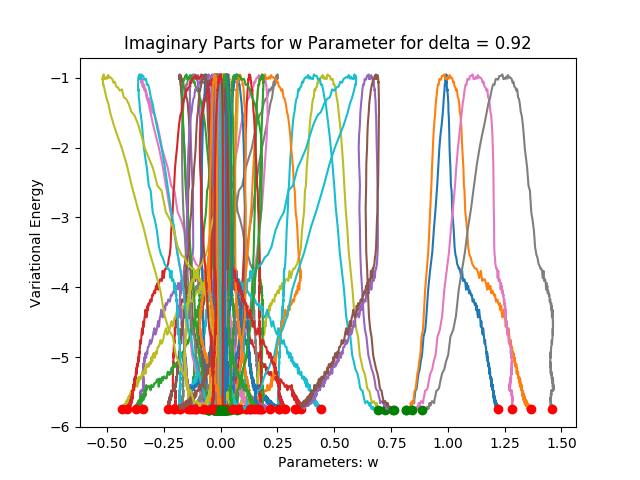 Imaginary Parts for w Parameter for delta = 0.92
−1
−2
−3
−4
−5
−6
Variational Energy
−0.50 −0.25 0.00 0.25 0.50 0.75 1.00 1.25 1.50
Parameters: w